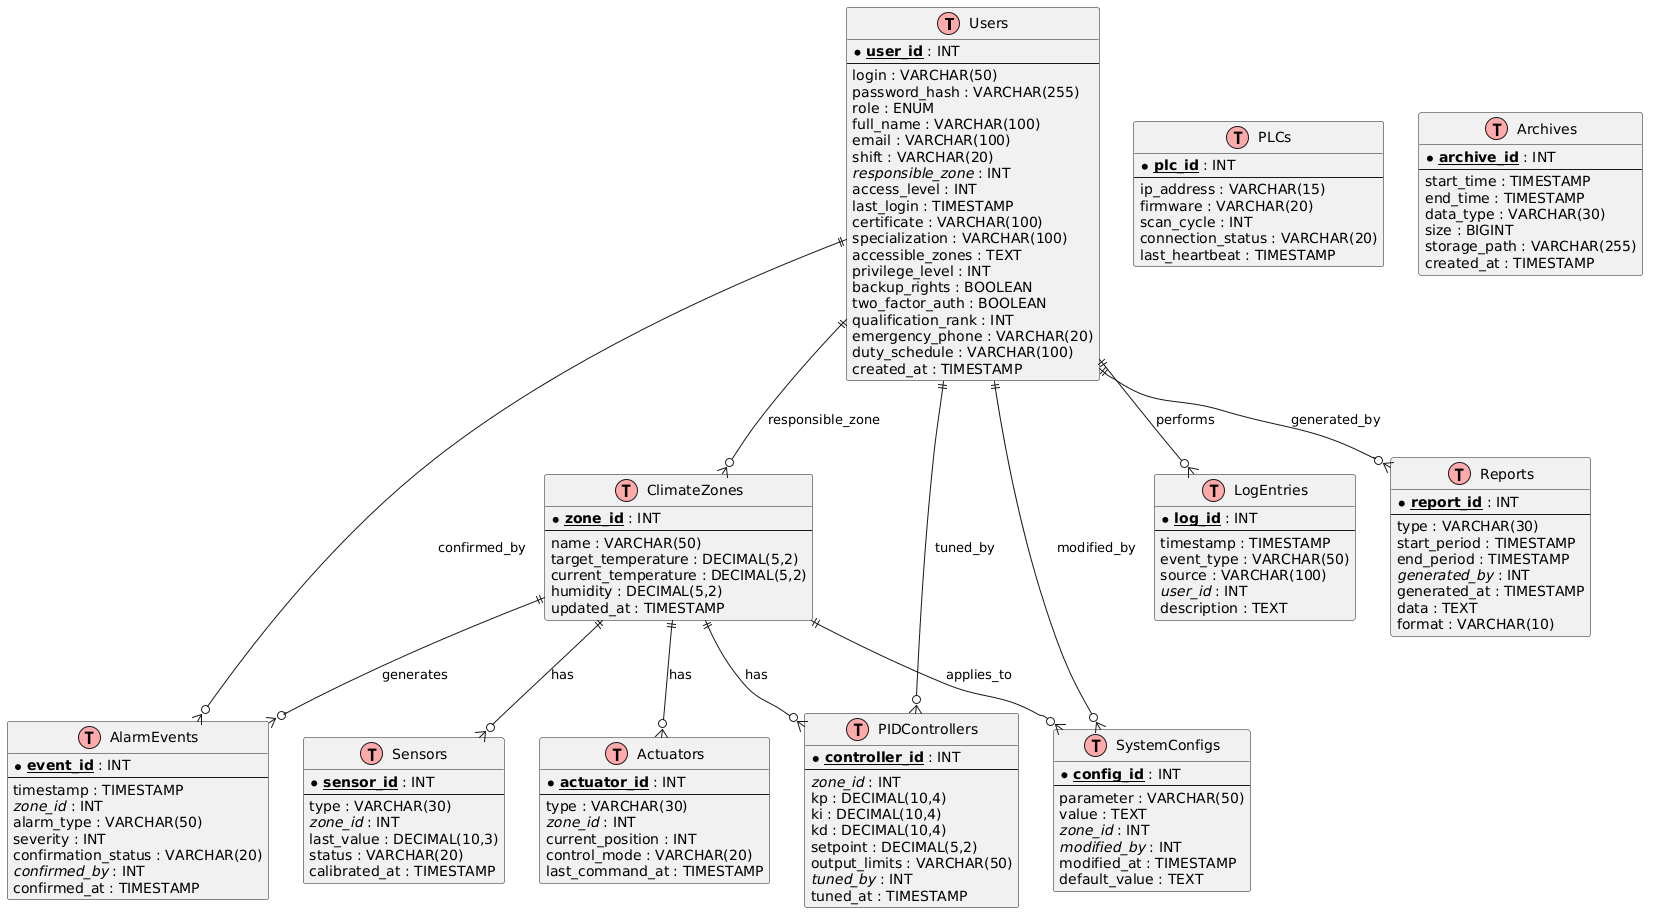 T Users
* user_id : INT
login : VARCHAR(50)
password_hash : VARCHAR(255)
role : ENUM
full_name : VARCHAR(100)
email : VARCHAR(100)
shift : VARCHAR(20)
responsible_zone : INT
access_level : INT
last_login : TIMESTAMP
certificate : VARCHAR(100)
specialization : VARCHAR(100)
accessible_zones : TEXT
privilege_level : INT
backup_rights : BOOLEAN
two_factor_auth : BOOLEAN
qualification_rank : INT
emergency_phone : VARCHAR(20)
duty_schedule : VARCHAR(100)
created_at : TIMESTAMP
T PLCs
* plc_id : INT
ip_address : VARCHAR(15)
firmware : VARCHAR(20)
scan_cycle : INT
connection_status : VARCHAR(20)
last_heartbeat : TIMESTAMP
T Archives
* archive_id : INT
start_time : TIMESTAMP
end_time : TIMESTAMP
data_type : VARCHAR(30)
size : BIGINT
storage_path : VARCHAR(255)
created_at : TIMESTAMP
responsible_zone
performs
generated_by
T ClimateZones
* zone_id : INT
name : VARCHAR(50)
target_temperature : DECIMAL(5,2)
current_temperature : DECIMAL(5,2)
humidity : DECIMAL(5,2)
updated_at : TIMESTAMP
T LogEntries
* log_id : INT
timestamp : TIMESTAMP
event_type : VARCHAR(50)
source : VARCHAR(100)
user_id : INT
description : TEXT
T Reports
* report_id : INT
type : VARCHAR(30)
start_period : TIMESTAMP
end_period : TIMESTAMP
generated_by : INT
generated_at : TIMESTAMP
data : TEXT
format : VARCHAR(10)
confirmed_by
tuned_by
modified_by
generates
has
has
has
applies_to
T AlarmEvents
* event_id : INT
timestamp : TIMESTAMP
zone_id : INT
alarm_type : VARCHAR(50)
severity : INT
confirmation_status : VARCHAR(20)
confirmed_by : INT
confirmed_at : TIMESTAMP
T Sensors
* sensor_id : INT
type : VARCHAR(30)
zone_id : INT
last_value : DECIMAL(10,3)
status : VARCHAR(20)
calibrated_at : TIMESTAMP
T Actuators
* actuator_id : INT
type : VARCHAR(30)
zone_id : INT
current_position : INT
control_mode : VARCHAR(20)
last_command_at : TIMESTAMP
T PIDControllers
* controller_id : INT
zone_id : INT
kp : DECIMAL(10,4)
ki : DECIMAL(10,4)
kd : DECIMAL(10,4)
setpoint : DECIMAL(5,2)
output_limits : VARCHAR(50)
tuned_by : INT
tuned_at : TIMESTAMP
T SystemConfigs
* config_id : INT
parameter : VARCHAR(50)
value : TEXT
zone_id : INT
modified_by : INT
modified_at : TIMESTAMP
default_value : TEXT